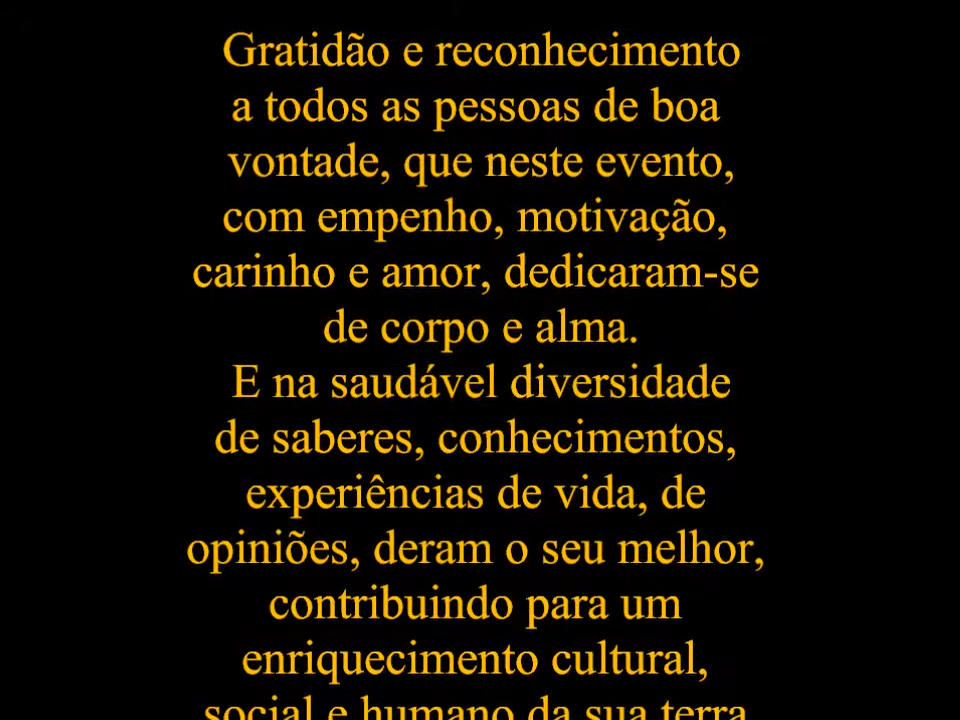 Gratidão e reconhecimento
a todos as pessoas de boa
vontade, que neste evento,
com empenho, motivação,
carinho e amor, dedicaram-se
de corpo e alma.
E na saudável diversidade
de saberes, conhecimentos,
experiências de vida, de
opiniões, deram o seu melhor,
contribuindo para um
enriquecimento cultural,
social e humano da sua terra